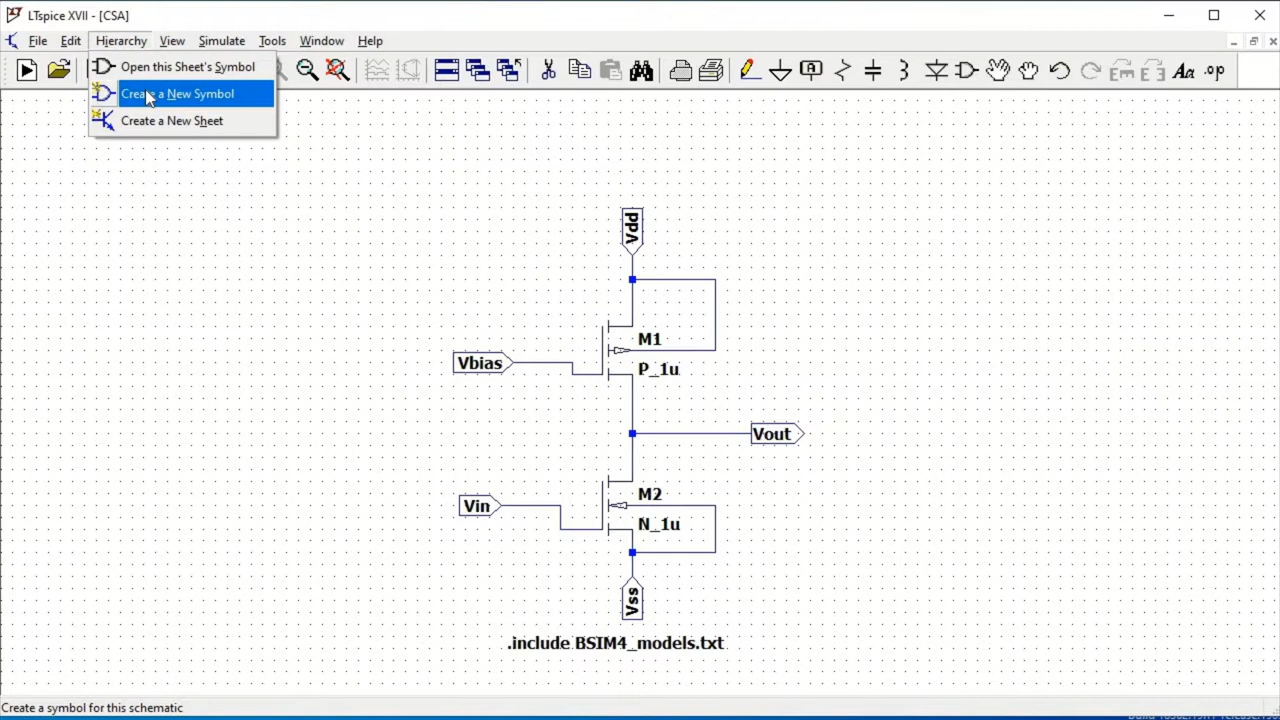 LTspice XVII - [CSA]
File Edit Hierarchy View Simulate Tools Window Help
Open this Sheet's Symbol
Create a New Symbol
Create a New Sheet
Aa .op
Vdd
M1
Vbias
P_1u
Vout
M2
Vin
N_1u
Vss
.include BSIM4_models.txt
Create a symbol for this schematic